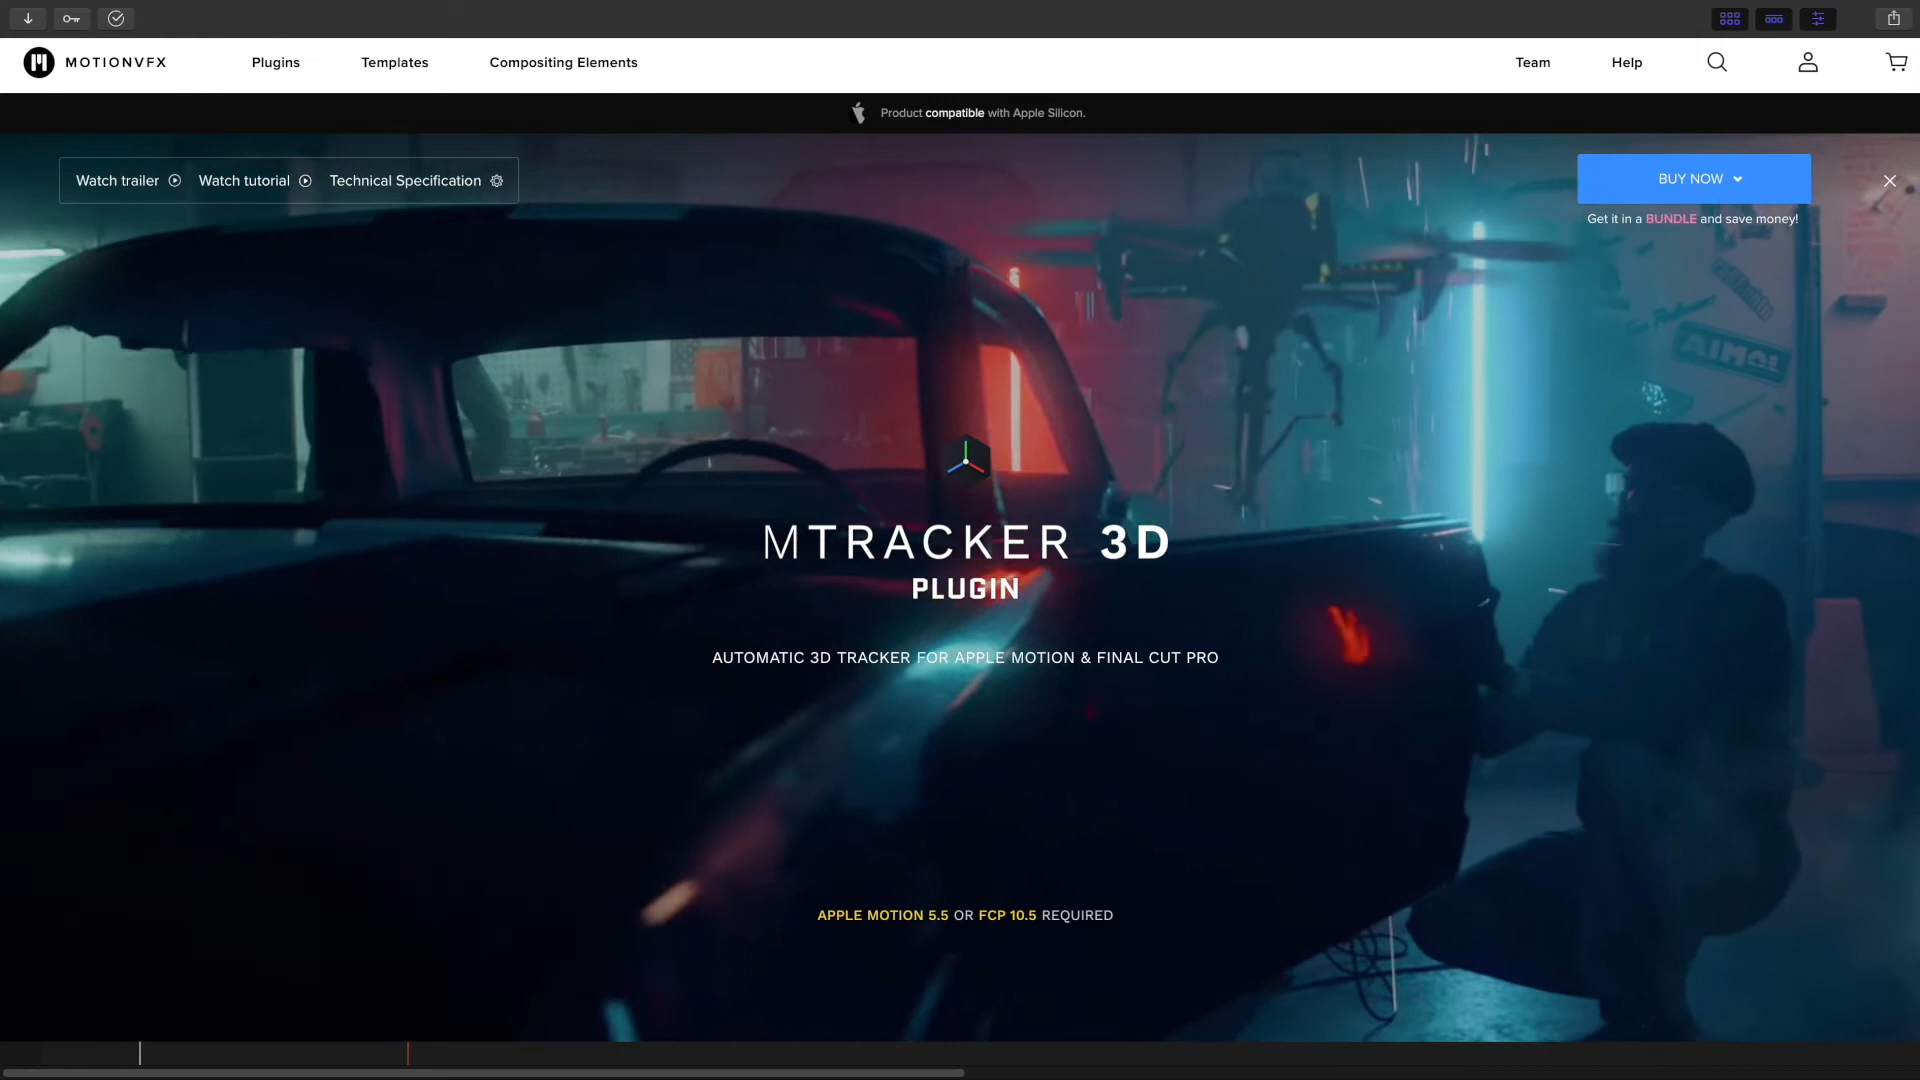 MOTIONVFX
Plugins
Templates
Compositing Elements
Team
Help
Product compatible with Apple Silicon.
Watch trailer
Watch tutorial
Technical Specification
BUY NOW
Get it in a BUNDLE and save money!
MTRACKER 3D
PLUGIN
AUTOMATIC 3D TRACKER FOR APPLE MOTION & FINAL CUT PRO
APPLE MOTION 5.5 OR FCP 10.5 REQUIRED